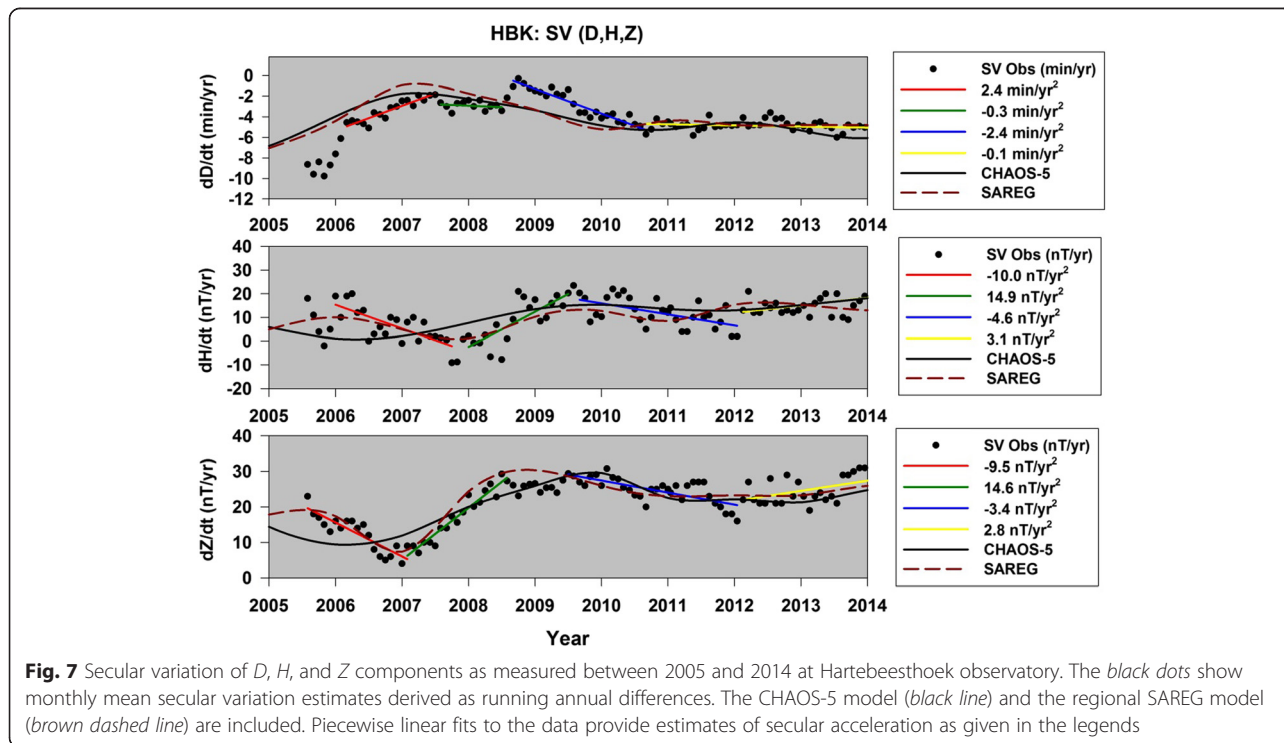 HBK: SV (D,H,Z)
dD/dt (min/yr)
0
-2
-4
-6
-8
-10
-12
2005 2006 2007 2008 2009 2010 2011 2012 2013 2014
SV Obs (min/yr)
2.4 min/yr²
-0.3 min/yr²
-2.4 min/yr²
-0.1 min/yr²
CHAOS-5
SAREG
dH/dt (nT/yr)
40
30
20
10
0
-10
-20
2005 2006 2007 2008 2009 2010 2011 2012 2013 2014
SV Obs (nT/yr)
-10.0 nT/yr²
14.9 nT/yr²
-4.6 nT/yr²
3.1 nT/yr²
CHAOS-5
SAREG
dZ/dt (nT/yr)
40
30
20
10
0
2005 2006 2007 2008 2009 2010 2011 2012 2013 2014
Year
SV Obs (nT/yr)
-9.5 nT/yr²
14.6 nT/yr²
-3.4 nT/yr²
2.8 nT/yr²
CHAOS-5
SAREG
Fig. 7 Secular variation of D, H, and Z components as measured between 2005 and 2014 at Hartebeesthoek observatory. The black dots show
monthly mean secular variation estimates derived as running annual differences. The CHAOS-5 model (black line) and the regional SAREG model
(brown dashed line) are included. Piecewise linear fits to the data provide estimates of secular acceleration as given in the legends